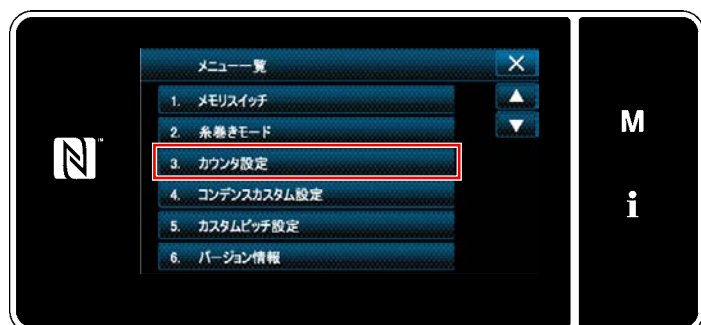 メニュー一覧
1. メモリスイッチ
2. 糸巻きモード
3. カウンタ設定
4. コンデンスカスタム設定
5. カスタムピッチ設定
6. バージョン情報
M
i